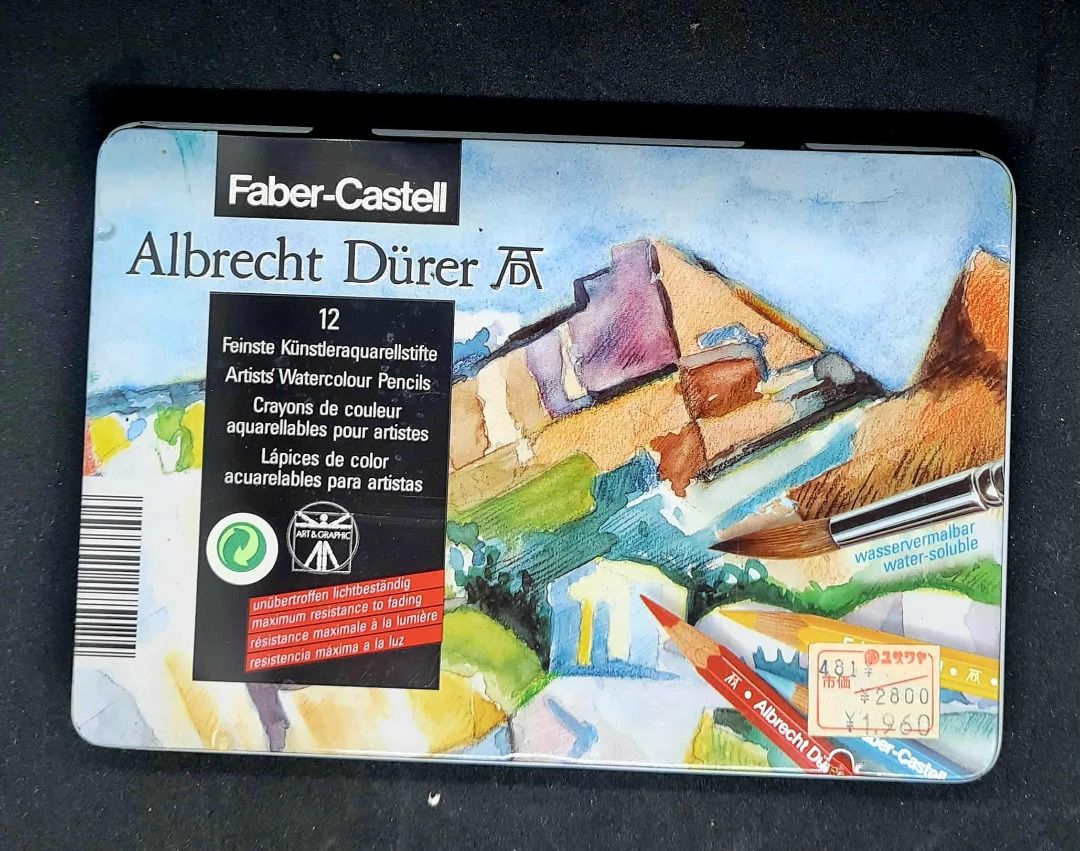 Faber-Castell
Albrecht Dürer
12
Feinste Künstleraquarellstifte
Artists' Watercolour Pencils
Crayons de couleur
aquarellables pour artistes
Lápices de color
acuarelables para artistas
ART & GRAPHIC
unübertroffen lichtbeständig
maximum resistance to fading
résistance maximale à la lumière
resistencia máxima a la luz
wasservermalbar
water-soluble
ユザワヤ
481
市価
¥2800
¥1,960
Albrecht Dürer
Faber-Castell